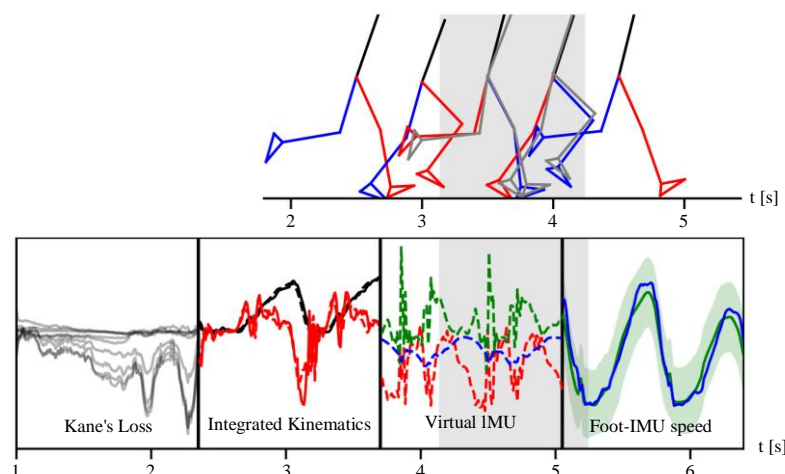 2 3 4 5 t [s]
Kane's Loss Integrated Kinematics Virtual IMU Foot-IMU speed
1 2 3 4 5 6 t [s]